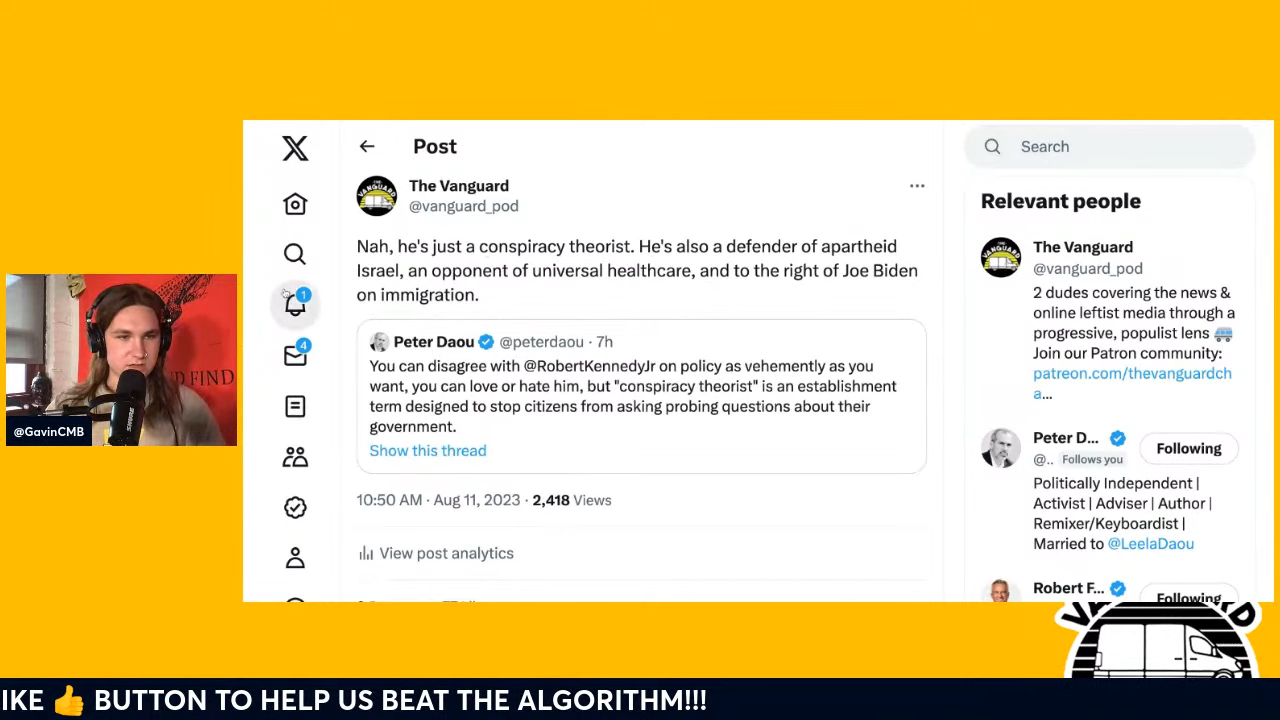 Post
The Vanguard
@vanguard_pod
Nah, he's just a conspiracy theorist. He's also a defender of apartheid
Israel, an opponent of universal healthcare, and to the right of Joe Biden
on immigration.
Peter Daou @peterdaou · 7h
You can disagree with @RobertKennedyJr on policy as vehemently as you
want, you can love or hate him, but "conspiracy theorist" is an establishment
term designed to stop citizens from asking probing questions about their
government.
Show this thread
10:50 AM · Aug 11, 2023 · 2,418 Views
View post analytics
1
4
Search
Relevant people
The Vanguard
@vanguard_pod
2 dudes covering the news &
online leftist media through a
progressive, populist lens 🚐
Join our Patron community:
patreon.com/thevanguardch
a...
Peter D...
Following
@.. Follows you
Politically Independent |
Activist | Adviser | Author |
Remixer/Keyboardist |
Married to @LeelaDaou
Robert F...
Following
D FIND
@GavinCMB
IKE 👍 BUTTON TO HELP US BEAT THE ALGORITHM!!!